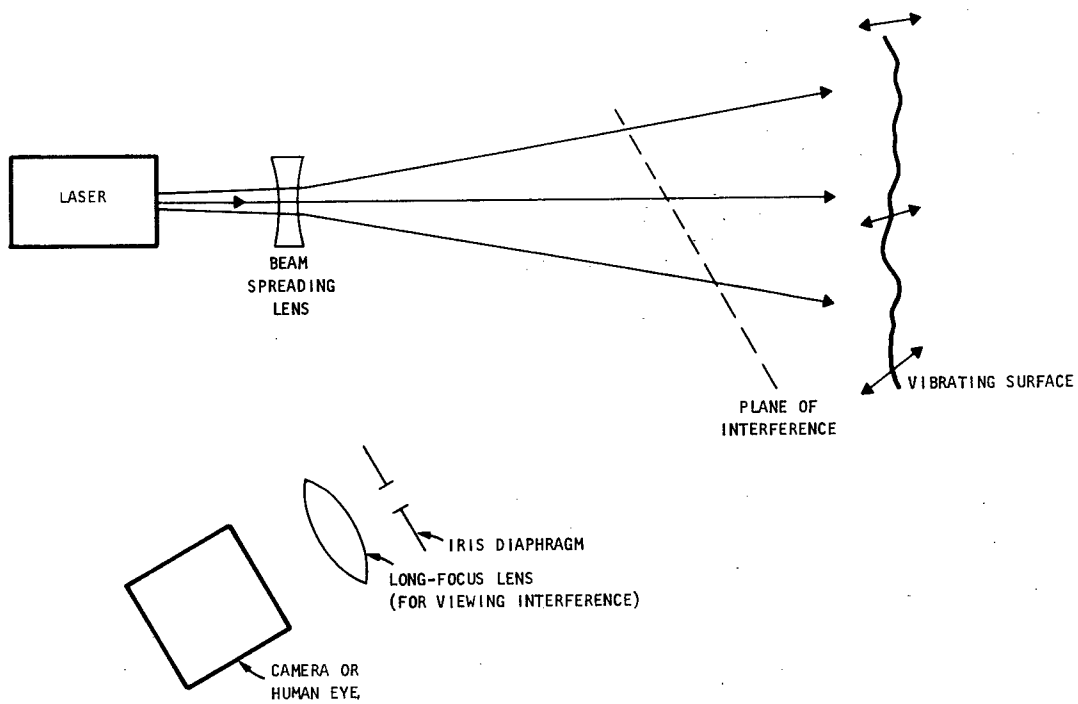 LASER
BEAM
SPREADING
LENS
PLANE OF
INTERFERENCE
VIBRATING SURFACE
IRIS DIAPHRAGM
LONG-FOCUS LENS
(FOR VIEWING INTERFERENCE)
CAMERA OR
HUMAN EYE